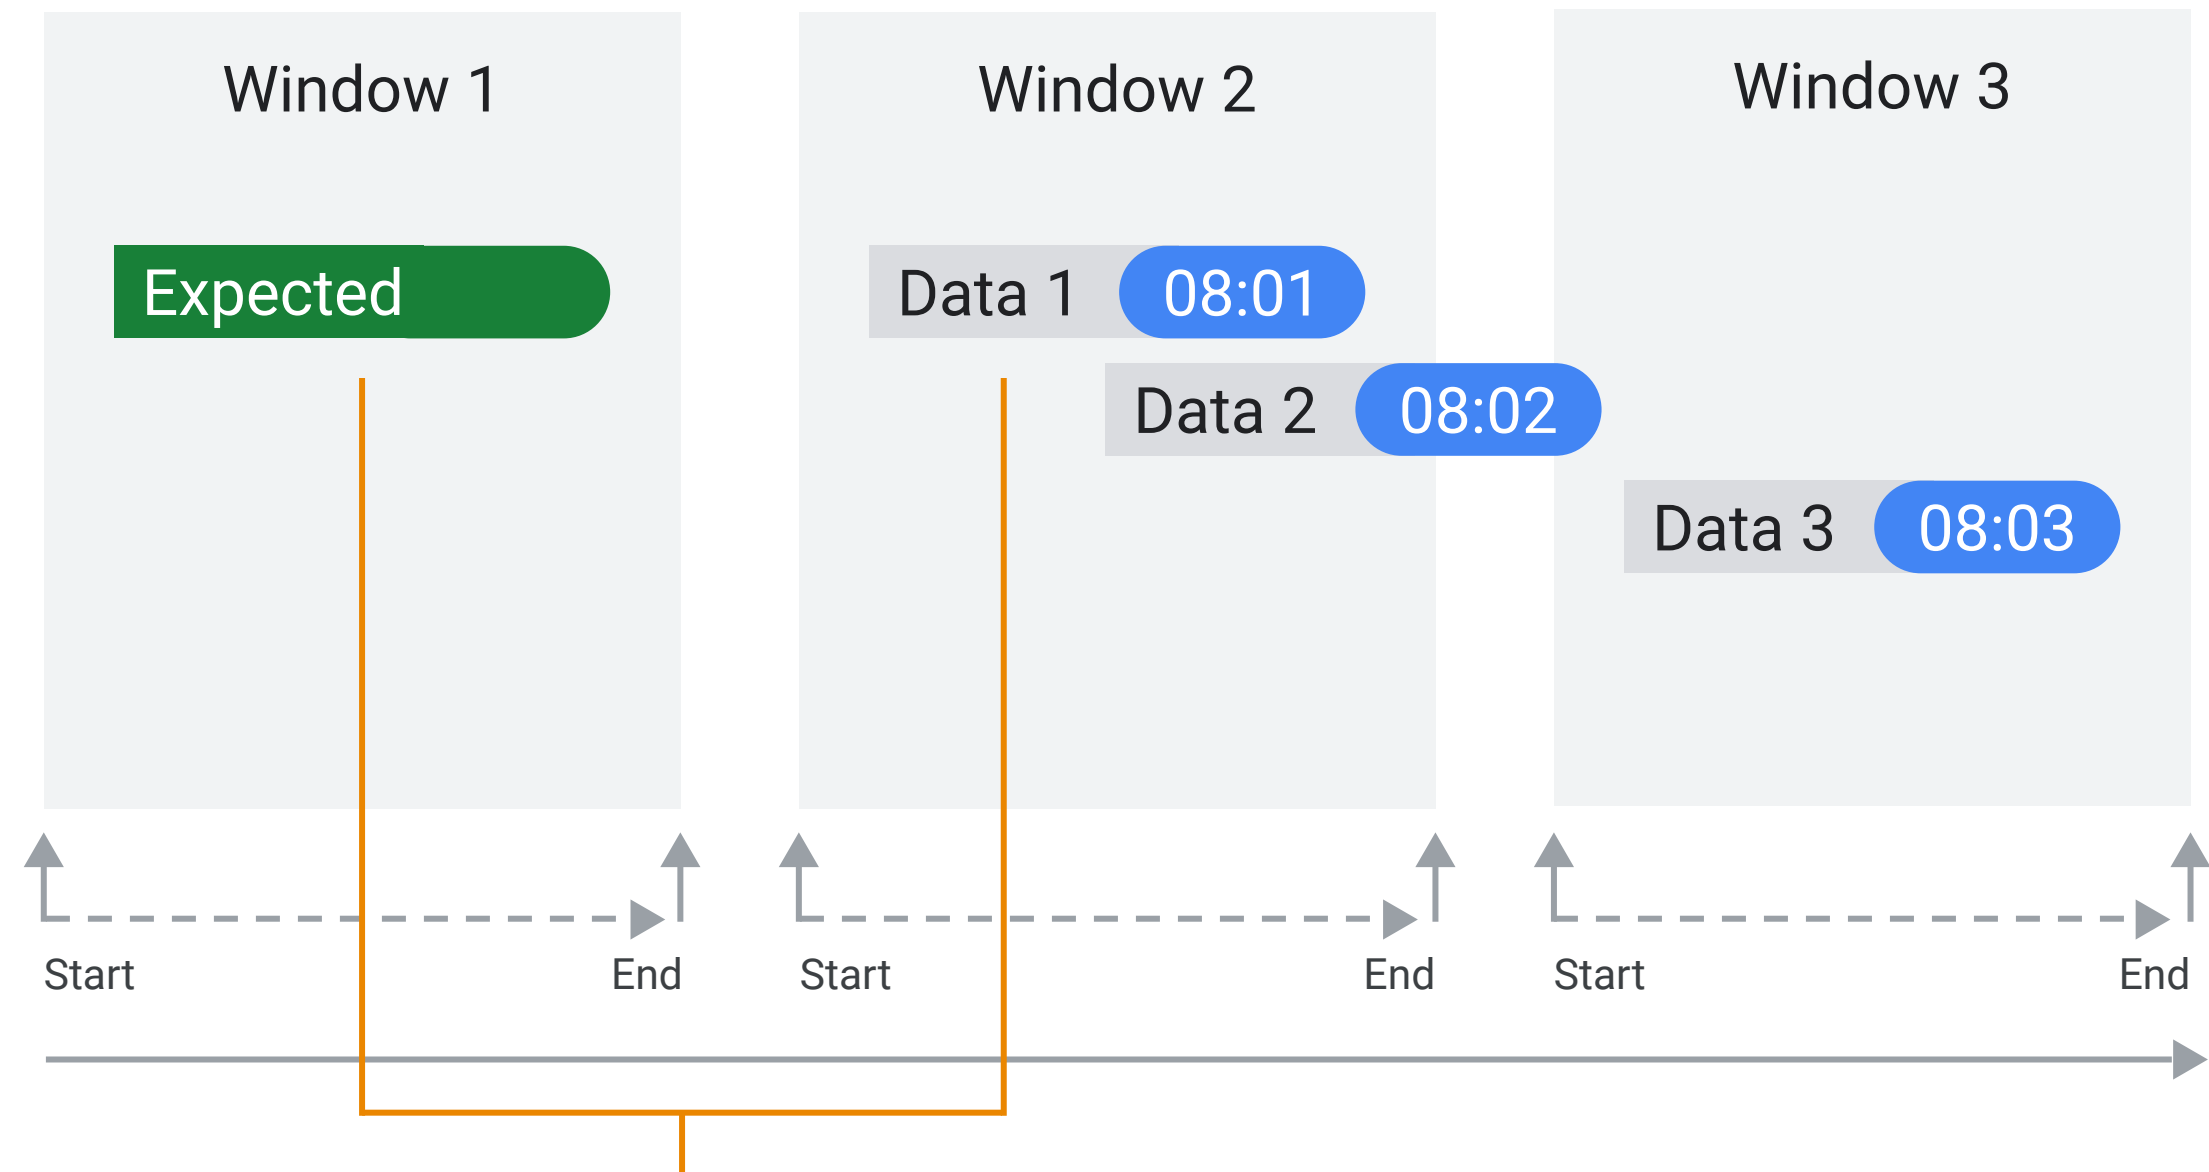 Window 1
Window 2
Window 3
Expected
Data 1 08:01
Data 2 08:02
Data 3 08:03
Start End
Start End
Start End